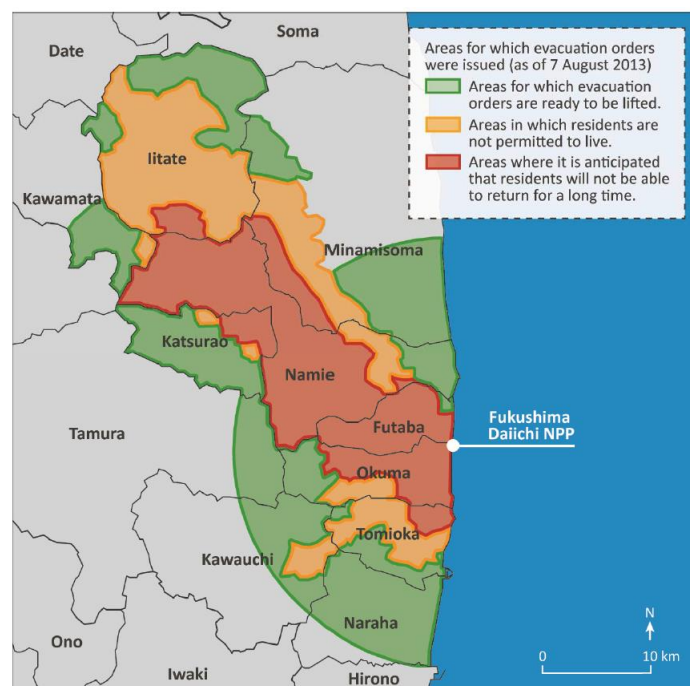 Date
Soma
Areas for which evacuation orders
were issued (as of 7 August 2013)
Areas for which evacuation
orders are ready to be lifted.
Areas in which residents are
not permitted to live.
Areas where it is anticipated
that residents will not be able
to return for a long time.
Iitate
Kawamata
Minamisoma
Katsurao
Namie
Futaba
Fukushima
Daiichi NPP
Tamura
Okuma
Tomioka
Kawauchi
Naraha
Ono
Iwaki
Hirono
N
0
10 km